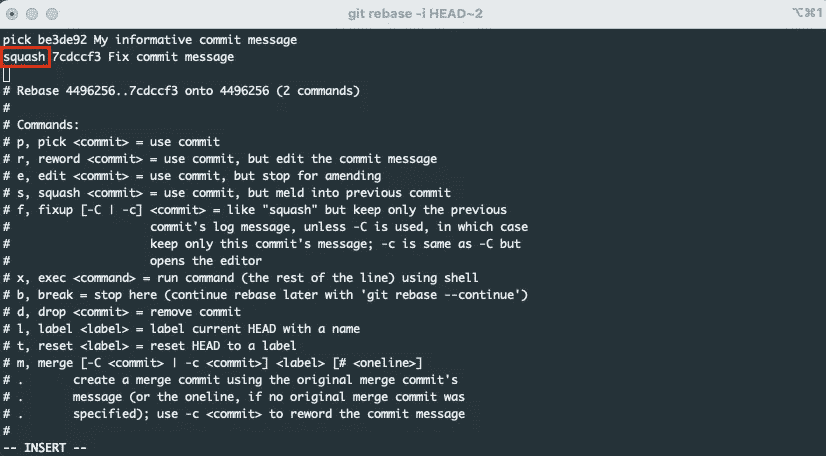 git rebase -i HEAD~2
⌥⌘1
pick be3de92 My informative commit message
squash 7cdccf3 Fix commit message
# Rebase 4496256..7cdccf3 onto 4496256 (2 commands)
#
# Commands:
# p, pick <commit> = use commit
# r, reword <commit> = use commit, but edit the commit message
# e, edit <commit> = use commit, but stop for amending
# s, squash <commit> = use commit, but meld into previous commit
# f, fixup [-C | -c] <commit> = like "squash" but keep only the previous
#                    commit's log message, unless -C is used, in which case
#                    keep only this commit's message; -c is same as -C but
#                    opens the editor
# x, exec <command> = run command (the rest of the line) using shell
# b, break = stop here (continue rebase later with 'git rebase --continue')
# d, drop <commit> = remove commit
# l, label <label> = label current HEAD with a name
# t, reset <label> = reset HEAD to a label
# m, merge [-C <commit> | -c <commit>] <label> [# <oneline>]
# .       create a merge commit using the original merge commit's
# .       message (or the oneline, if no original merge commit was
# .       specified); use -c <commit> to reword the commit message
#
-- INSERT --